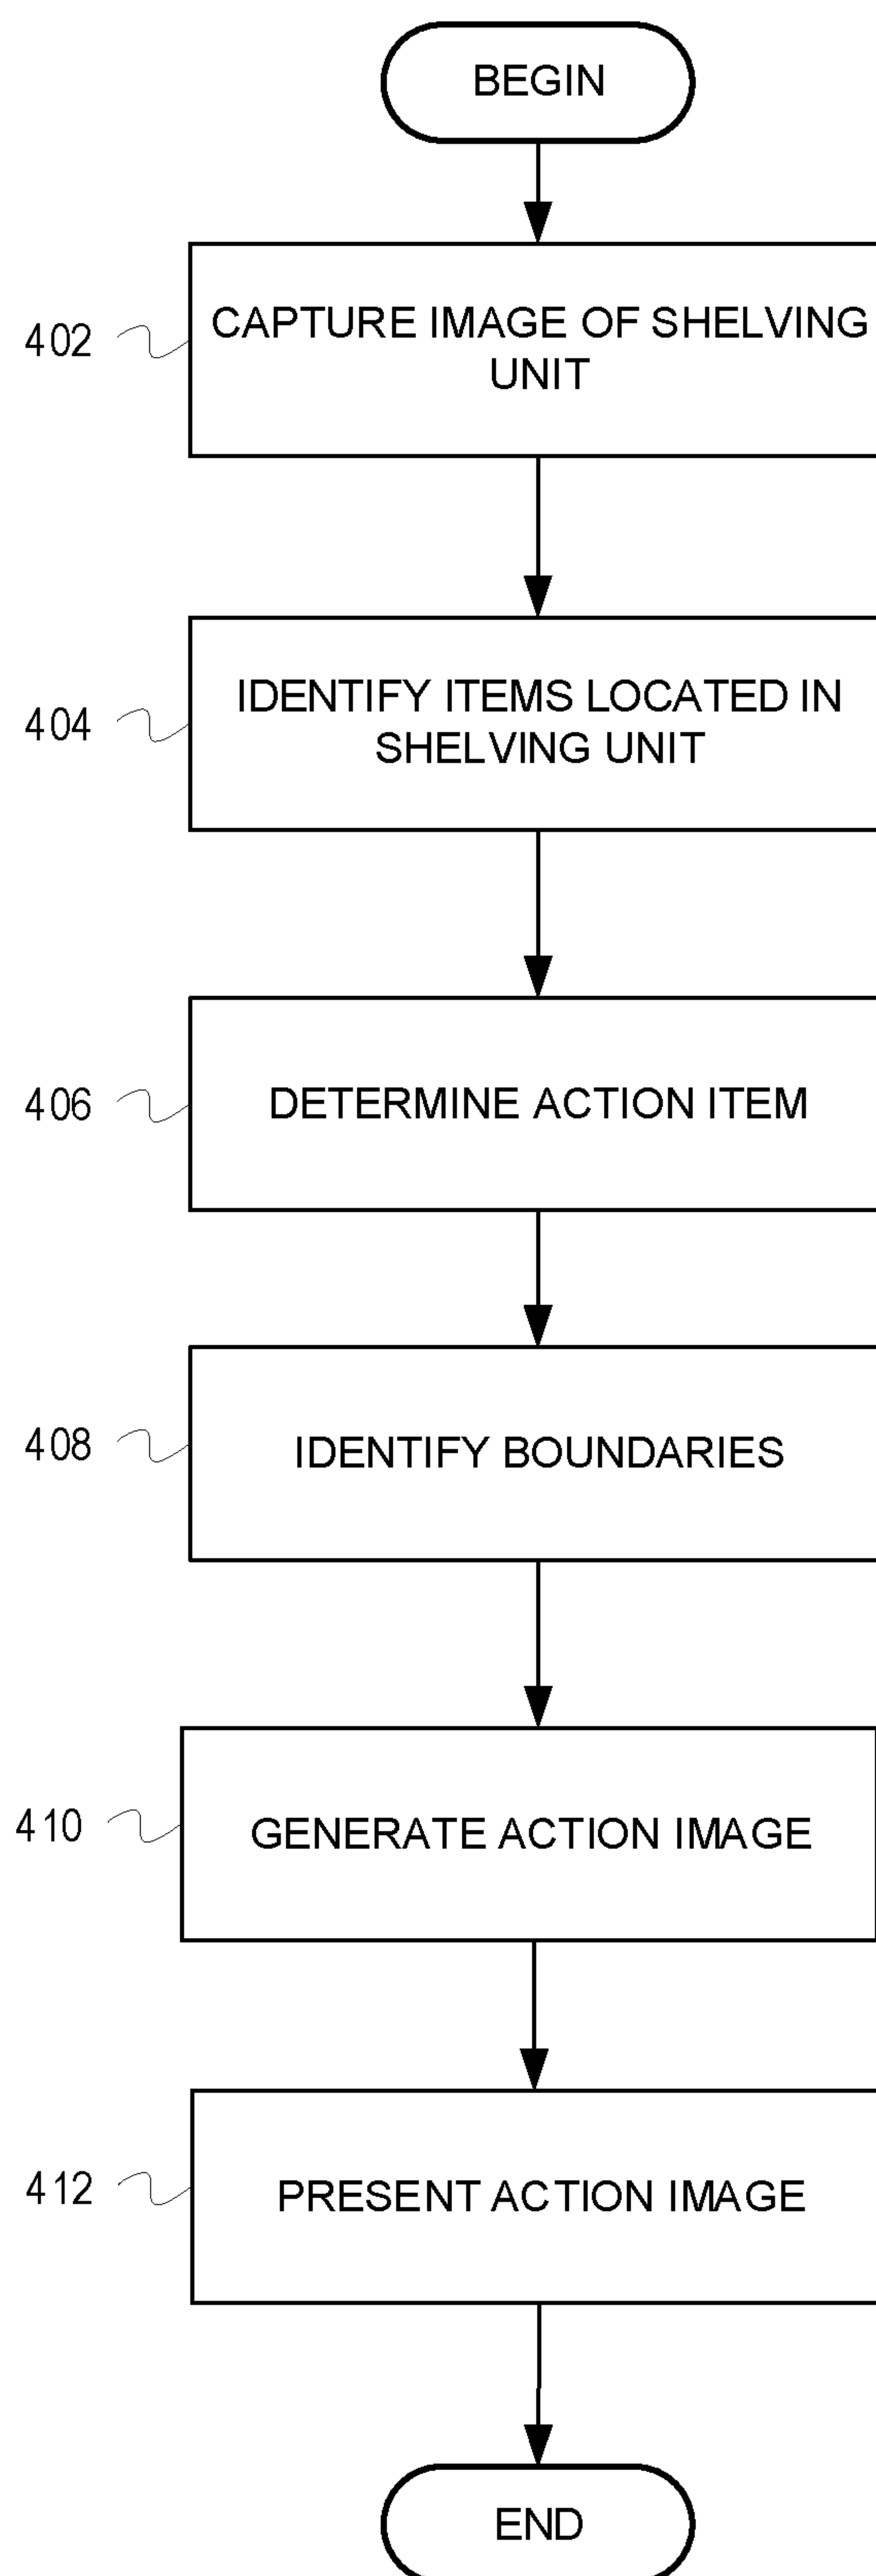 BEGIN
402
CAPTURE IMAGE OF SHELVING
UNIT
404
IDENTIFY ITEMS LOCATED IN
SHELVING UNIT
406
DETERMINE ACTION ITEM
408
IDENTIFY BOUNDARIES
410
GENERATE ACTION IMAGE
412
PRESENT ACTION IMAGE
END